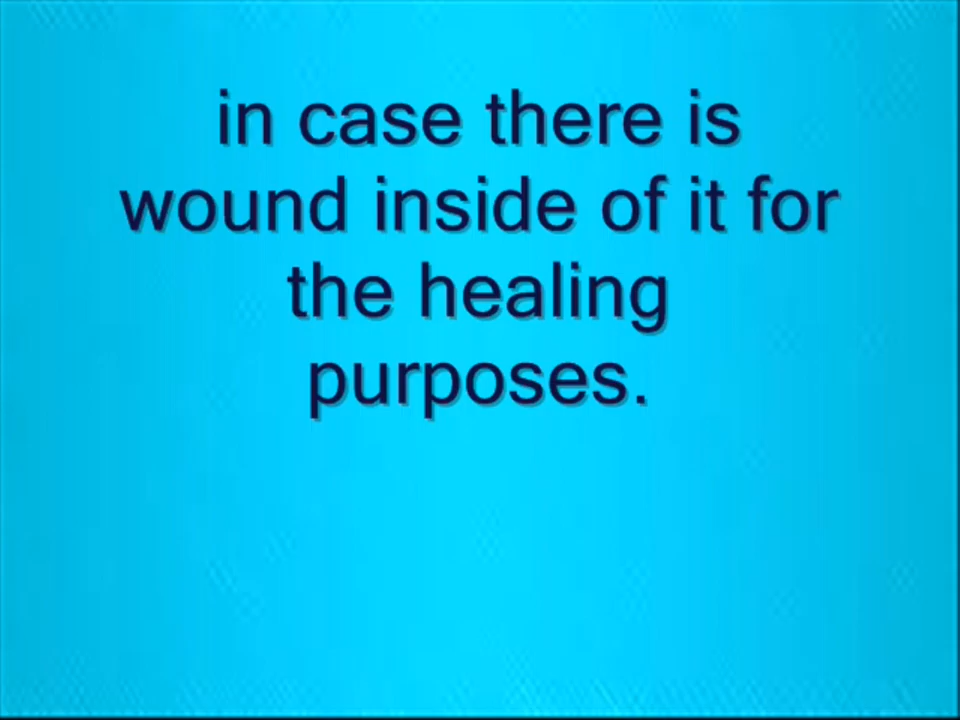 in case there is
wound inside of it for
the healing
purposes.